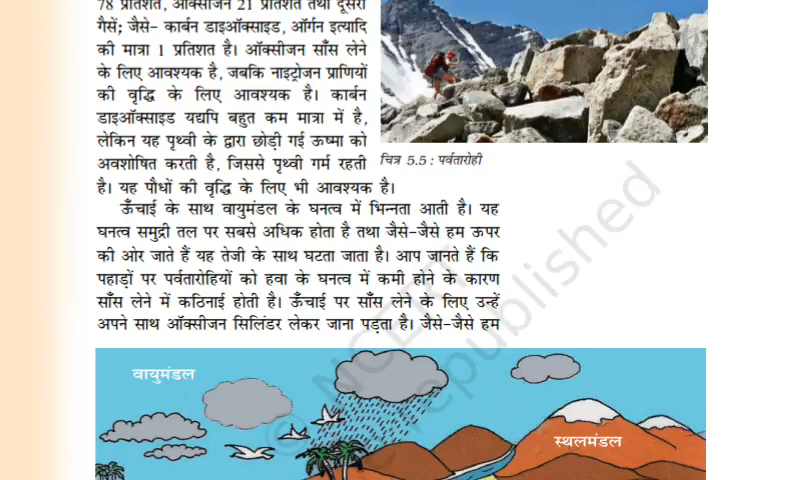 78 प्रतिशत, ऑक्सीजन 21 प्रतिशत तथा दूसरी
गैसें; जैसे- कार्बन डाइऑक्साइड, ऑर्गन इत्यादि
की मात्रा 1 प्रतिशत है। ऑक्सीजन साँस लेने
के लिए आवश्यक है, जबकि नाइट्रोजन प्राणियों
की वृद्धि के लिए आवश्यक है। कार्बन
डाइऑक्साइड यद्यपि बहुत कम मात्रा में है,
लेकिन यह पृथ्वी के द्वारा छोड़ी गई ऊष्मा को
अवशोषित करती है, जिससे पृथ्वी गर्म रहती
है। यह पौधों की वृद्धि के लिए भी आवश्यक है।
चित्र 5.5 : पर्वतारोही
ऊँचाई के साथ वायुमंडल के घनत्व में भिन्नता आती है। यह
घनत्व समुद्री तल पर सबसे अधिक होता है तथा जैसे-जैसे हम ऊपर
की ओर जाते हैं यह तेजी के साथ घटता जाता है। आप जानते हैं कि
पहाड़ों पर पर्वतारोहियों को हवा के घनत्व में कमी होने के कारण
साँस लेने में कठिनाई होती है। ऊँचाई पर साँस लेने के लिए उन्हें
अपने साथ ऑक्सीजन सिलिंडर लेकर जाना पड़ता है। जैसे-जैसे हम
वायुमंडल
स्थलमंडल
© NCERT
republished